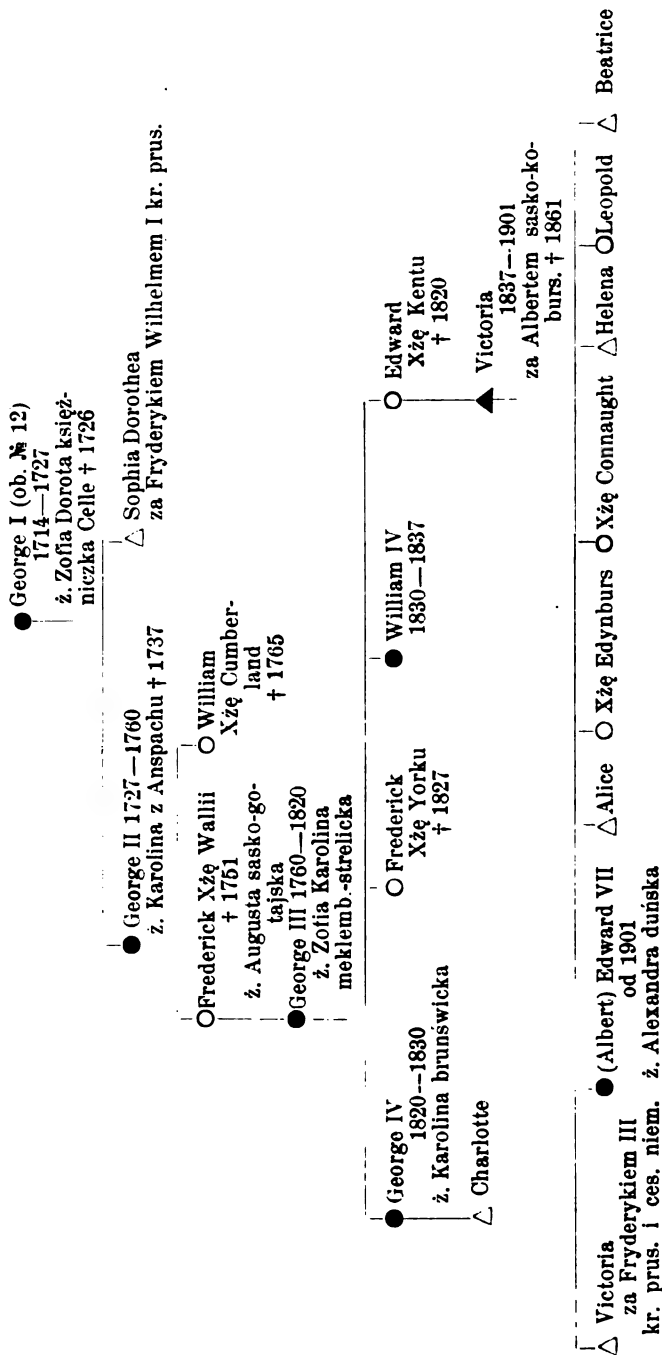 George I (ob. № 12)
1714—1727
ż. Zofia Dorota księż-
niczka Celle † 1726
George II 1727—1760
ż. Karolina z Anspachu † 1737
Sophia Dorothea
za Fryderykiem Wilhelmem I kr. prus.
Frederick Xżę Wallii
† 1751
ż. Augusta sasko-go-
tajska
William
Xżę Cumber-
land
† 1765
George III 1760—1820
ż. Zofia Karolina
meklemb.-strelicka
George IV
1820—1830
ż. Karolina brunświcka
Frederick
Xżę Yorku
† 1827
William IV
1830—1837
Edward
Xżę Kentu
† 1820
Charlotte
Victoria
1837—1901
za Albertem sasko-ko-
burs. † 1861
Victoria
za Fryderykiem III
kr. prus. i ces. niem.
(Albert) Edward VII
od 1901
ż. Alexandra duńska
Alice
Xżę Edynburs
Xżę Connaught
Helena
Leopold
Beatrice